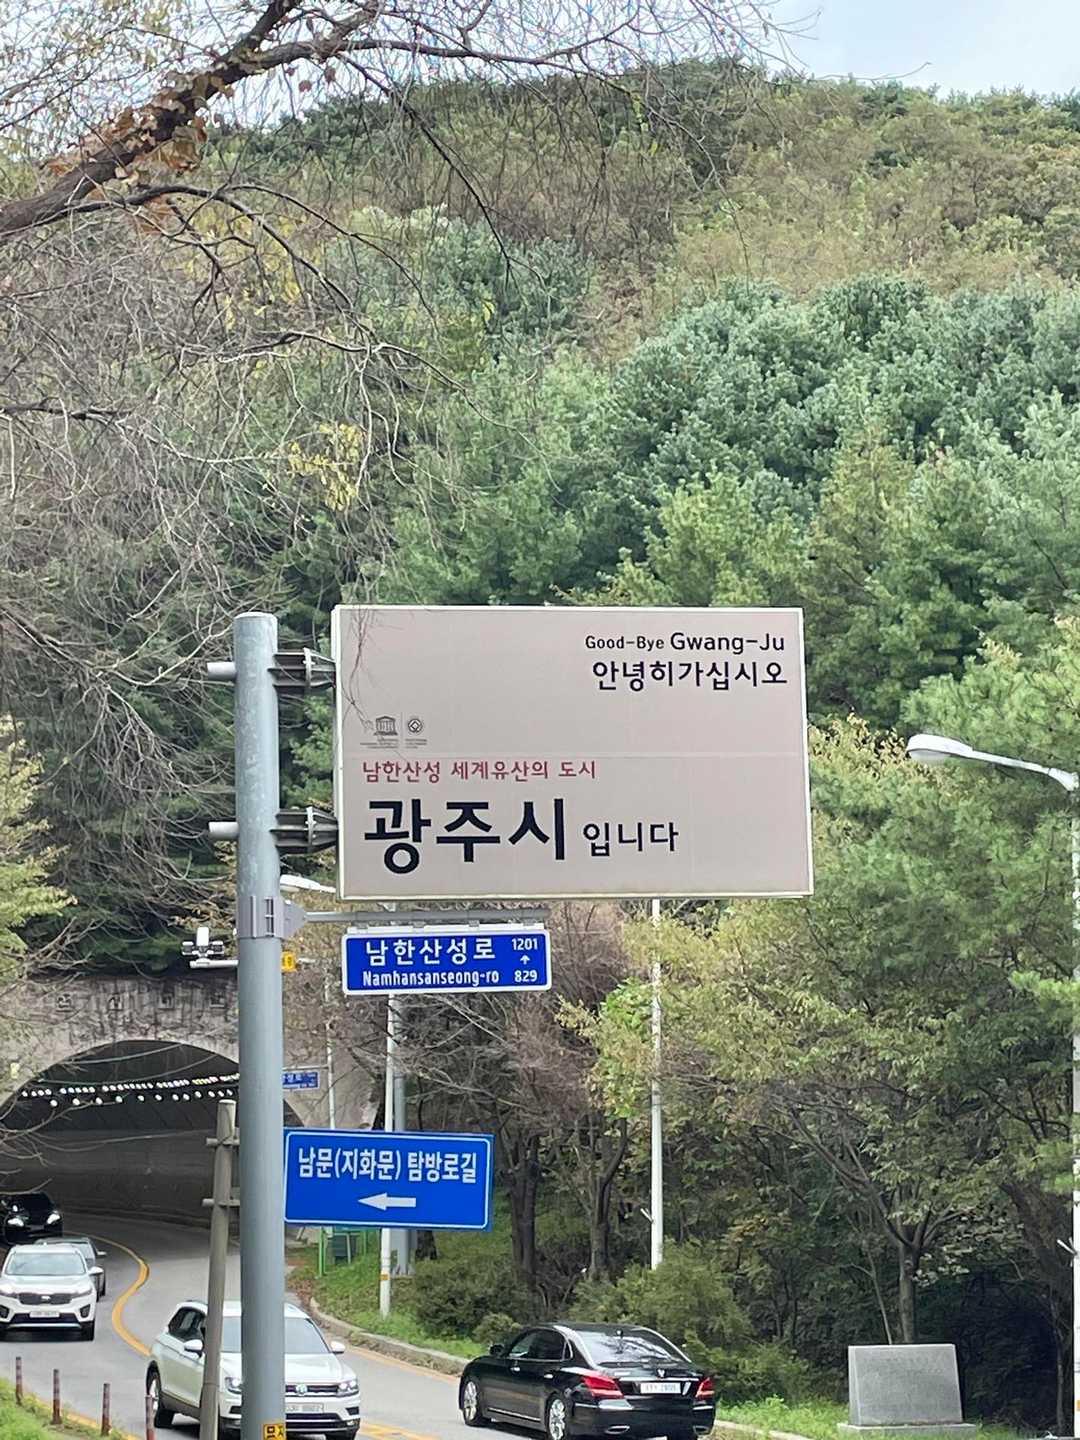 Good-Bye Gwang-Ju
안녕히가십시오
남한산성 세계유산의 도시
광주시 입니다
남한산성로 1201
Namhansanseong-ro 829
남문(지화문) 탐방로길